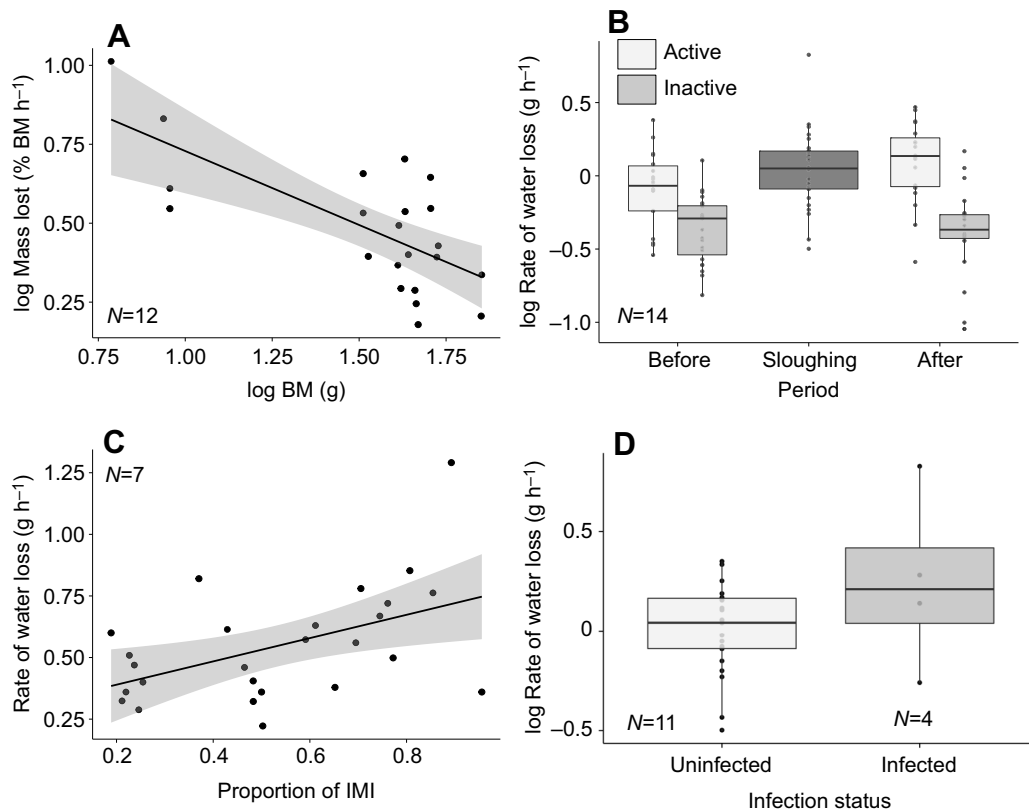 A
log Mass lost (% BM h–1)
1.00
0.75
0.50
0.25
N=12
0.75 1.00 1.25 1.50 1.75
log BM (g)
B
Active
Inactive
log Rate of water loss (g h–1)
0.5
0
–0.5
–1.0
N=14
Before Sloughing After
Period
C
N=7
Rate of water loss (g h–1)
1.25
1.00
0.75
0.50
0.25
0.2 0.4 0.6 0.8
Proportion of IMI
D
log Rate of water loss (g h–1)
0.5
0
–0.5
N=11
N=4
Uninfected Infected
Infection status